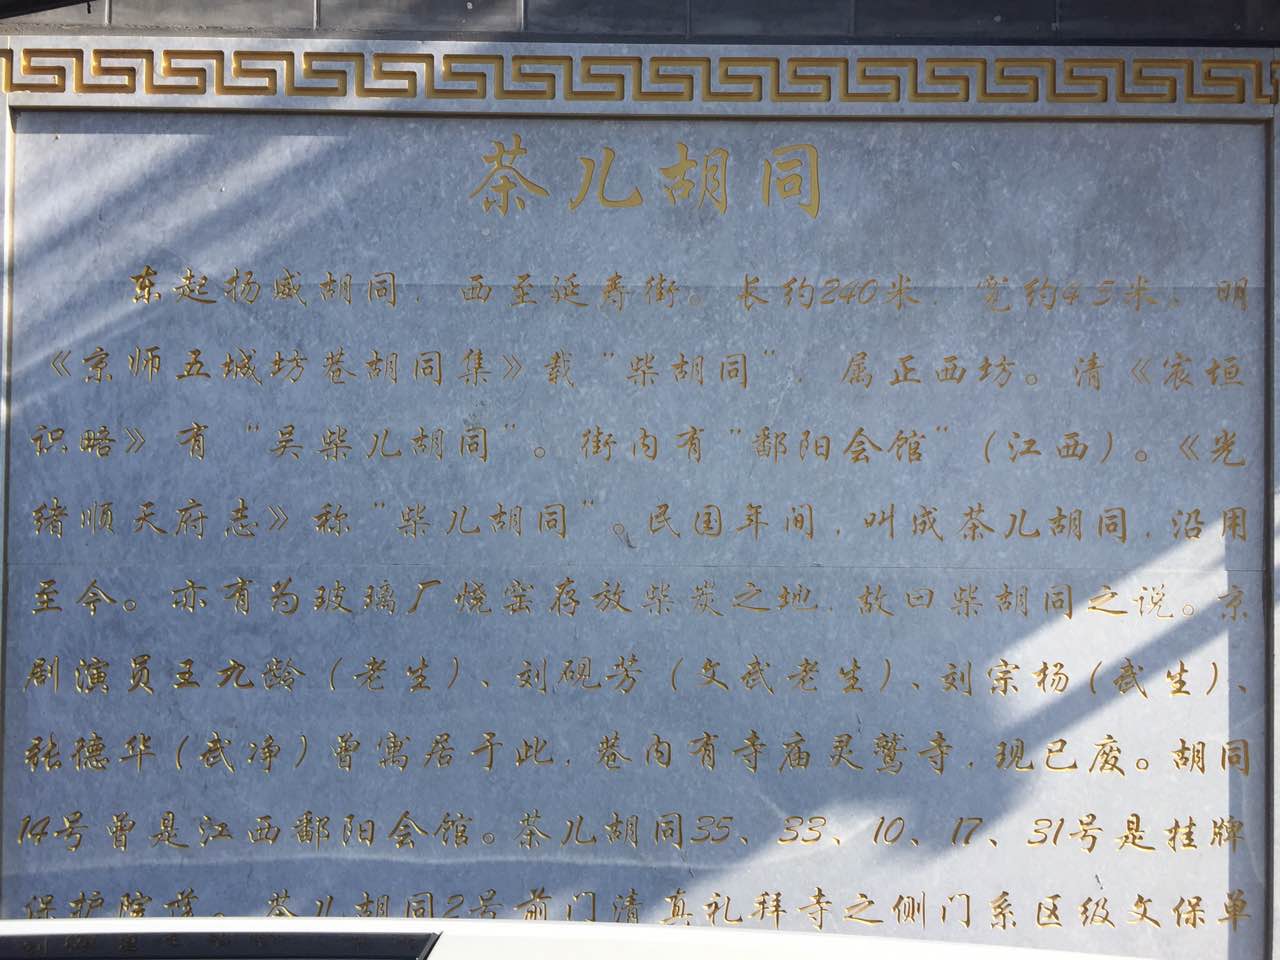 茶儿胡同
东起杨威胡同，西至延寿街。长约240米，宽约4.5米，明
《京师五城坊巷胡同集》载“柴胡同”，属正西坊。清《宸垣
识略》有“吴柴儿胡同”。街内有“鄱阳会馆”（江西）。《光
绪顺天府志》称“柴儿胡同”。民国年间，叫成茶儿胡同，沿用
至今。亦有为玻璃厂烧窑存放柴炭之地，故曰柴胡同之说。京
剧演员王九龄（老生）、刘砚芳（文武老生）、刘宗杨（武生）、
张德华（武净）曾寓居于此，巷内有寺庙灵鹫寺，现已废。胡同
14号曾是江西鄱阳会馆。茶儿胡同35、33、10、17、31号是挂牌
保护院落。茶儿胡同2号前门清真礼拜寺之侧门系区级文保单